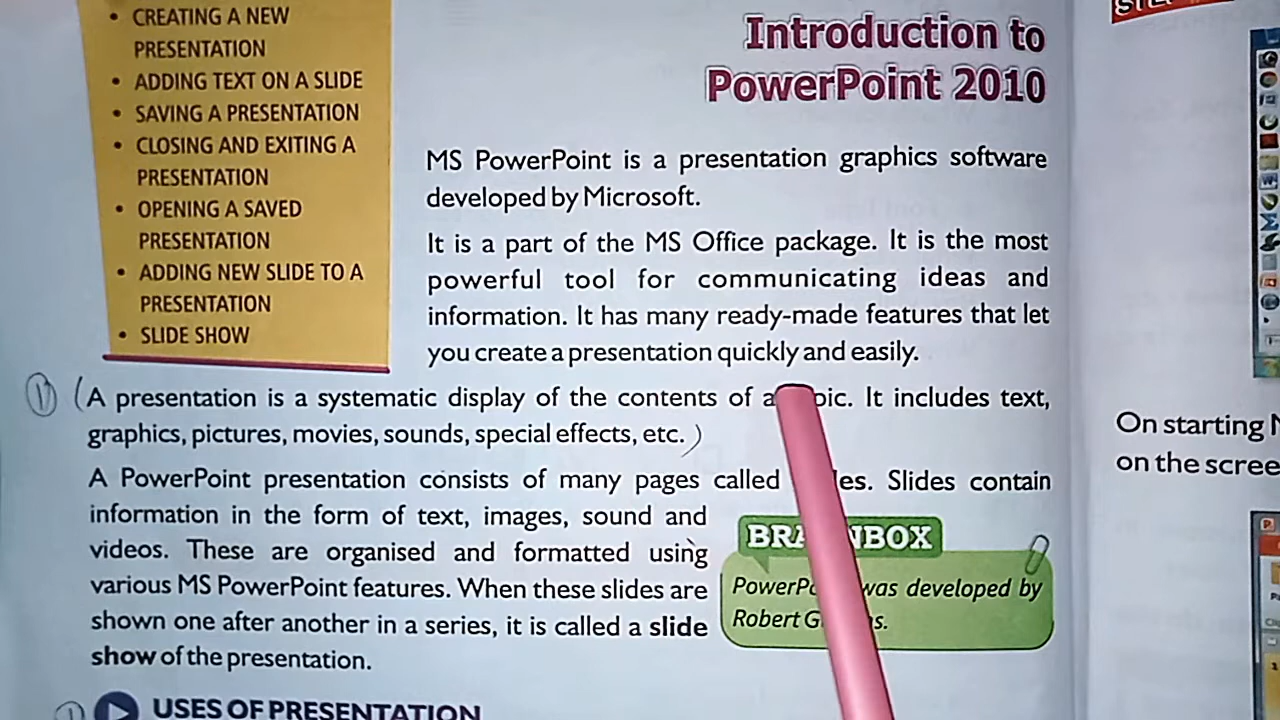 • CREATING A NEW
PRESENTATION
• ADDING TEXT ON A SLIDE
• SAVING A PRESENTATION
• CLOSING AND EXITING A
PRESENTATION
• OPENING A SAVED
PRESENTATION
• ADDING NEW SLIDE TO A
PRESENTATION
• SLIDE SHOW
Introduction to
PowerPoint 2010
MS PowerPoint is a presentation graphics software
developed by Microsoft.
It is a part of the MS Office package. It is the most
powerful tool for communicating ideas and
information. It has many ready-made features that let
you create a presentation quickly and easily.
(A presentation is a systematic display of the contents of a It includes text,
graphics, pictures, movies, sounds, special effects, etc.)
A PowerPoint presentation consists of many pages called Slides contain
information in the form of text, images, sound and
videos. These are organised and formatted using
various MS PowerPoint features. When these slides are
shown one after another in a series, it is called a slide
show of the presentation.
BRAINBOX
was developed by
Robert
USES OF PRESENTATION
On starting
on the